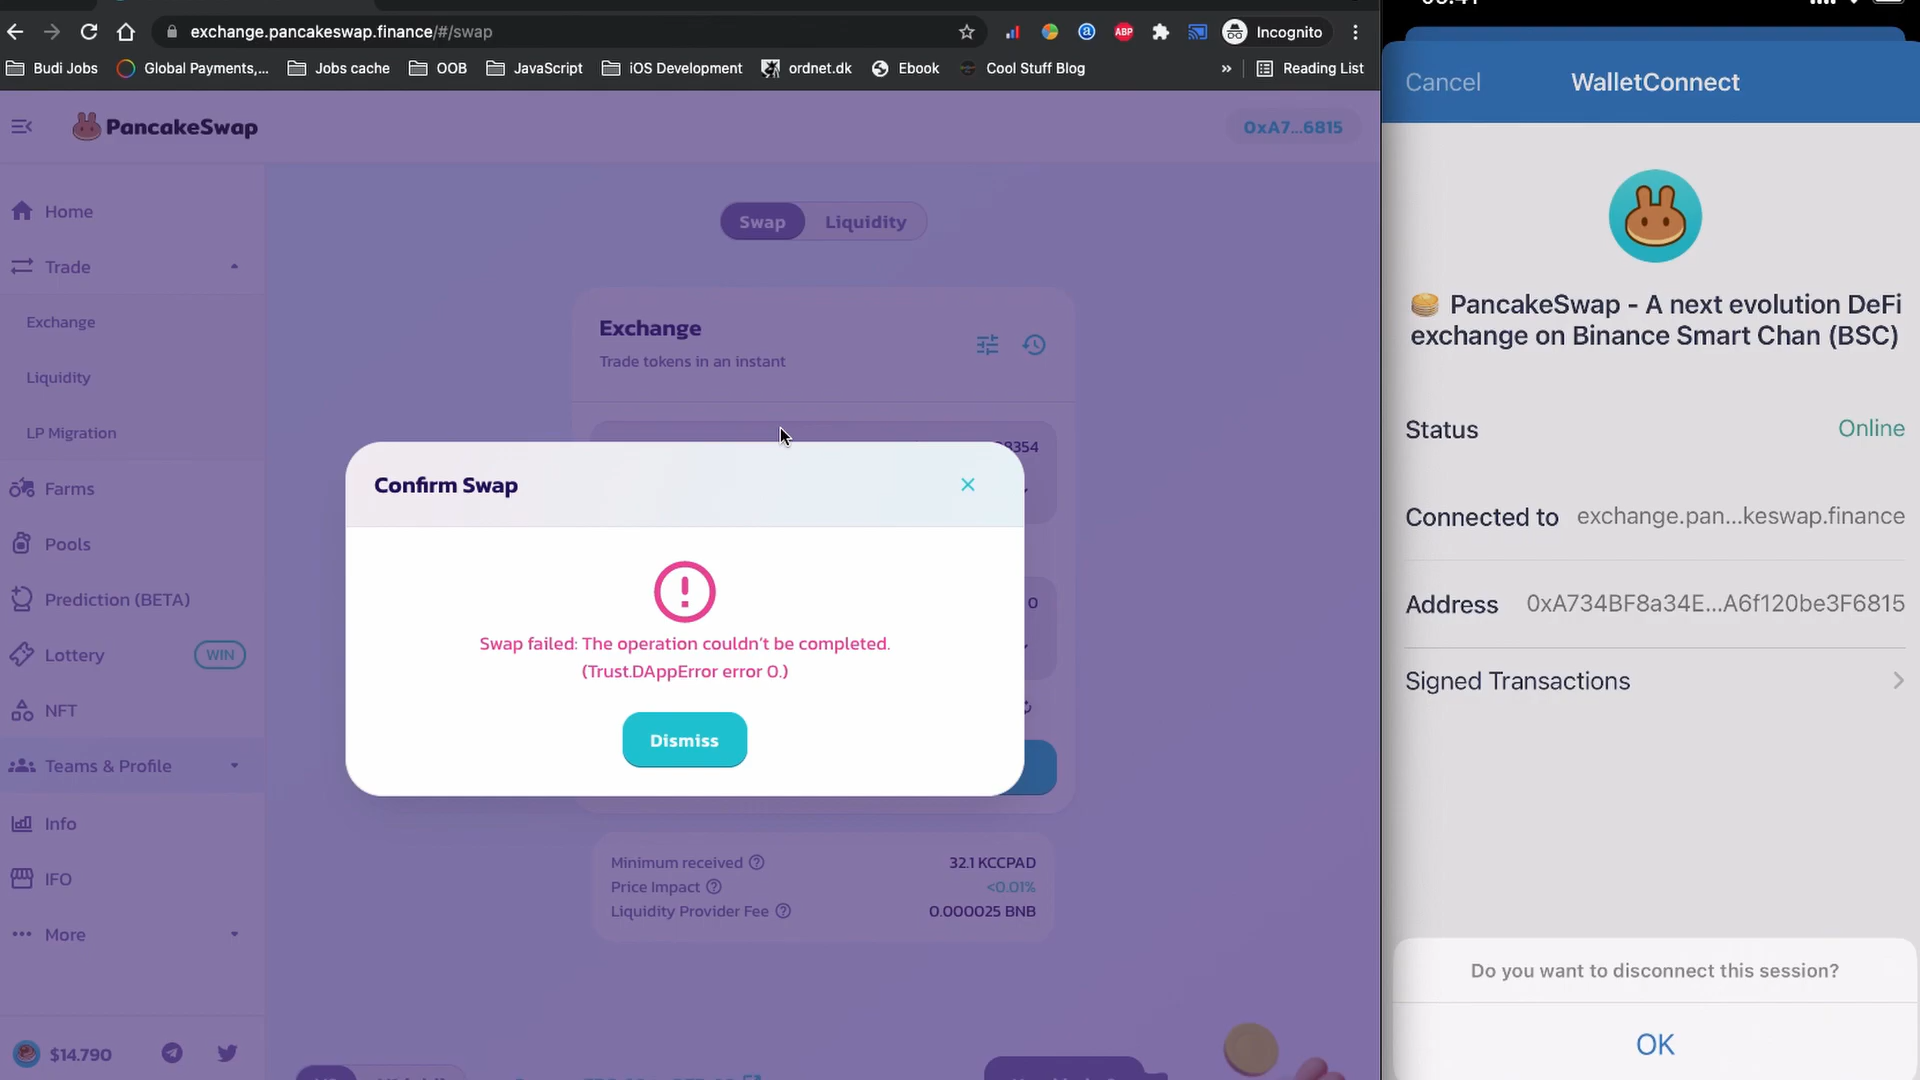 exchange.pancakeswap.finance/#/swap
ABP
Incognito
Budi Jobs
Global Payments,...
Jobs cache
OOB
JavaScript
iOS Development
ordnet.dk
Ebook
Cool Stuff Blog
»
Reading List
PancakeSwap
0xA7...6815
Home
Trade
Exchange
Liquidity
LP Migration
Farms
Pools
Prediction (BETA)
Lottery
WIN
NFT
Teams & Profile
Info
IFO
More
$14.790
Swap
Liquidity
Exchange
Trade tokens in an instant
8354
0
Confirm Swap
Swap failed: The operation couldn't be completed.
(Trust.DAppError error 0.)
Dismiss
Minimum received
32.1 KCCPAD
Price Impact
<0.01%
Liquidity Provider Fee
0.000025 BNB
Cancel
WalletConnect
PancakeSwap - A next evolution DeFi
exchange on Binance Smart Chan (BSC)
Status
Online
Connected to
exchange.pan...keswap.finance
Address
0xA734BF8a34E...A6f120be3F6815
Signed Transactions
Do you want to disconnect this session?
OK